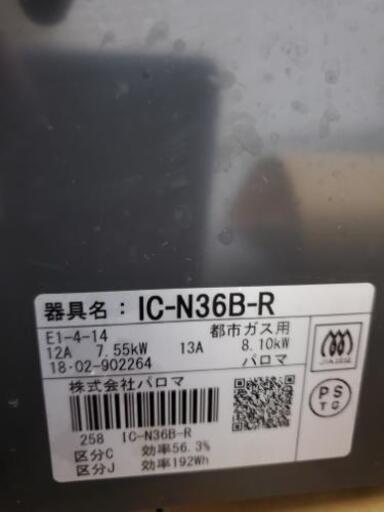 器具名：IC-N36B-R
E1-4-14 都市ガス用
12A 7.55kW 13A 8.10kW
18・02-902264 パロマ
株式会社パロマ
258 IC-N36B-R
区分C 効率56.3%
区分J 効率192Wh
PS
TG